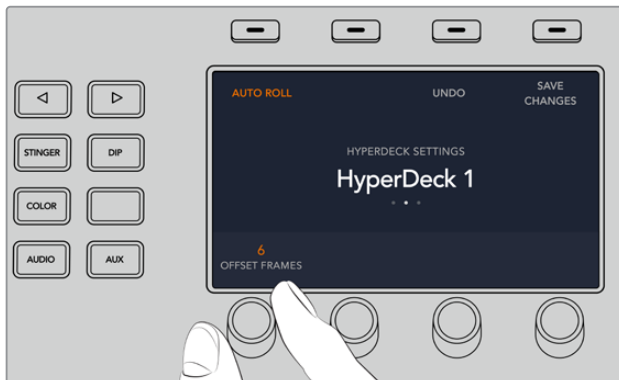 AUTO ROLL
UNDO
SAVE
CHANGES
STINGER
DIP
HYPERDECK SETTINGS
HyperDeck 1
COLOR
6
OFFSET FRAMES
AUDIO
AUX